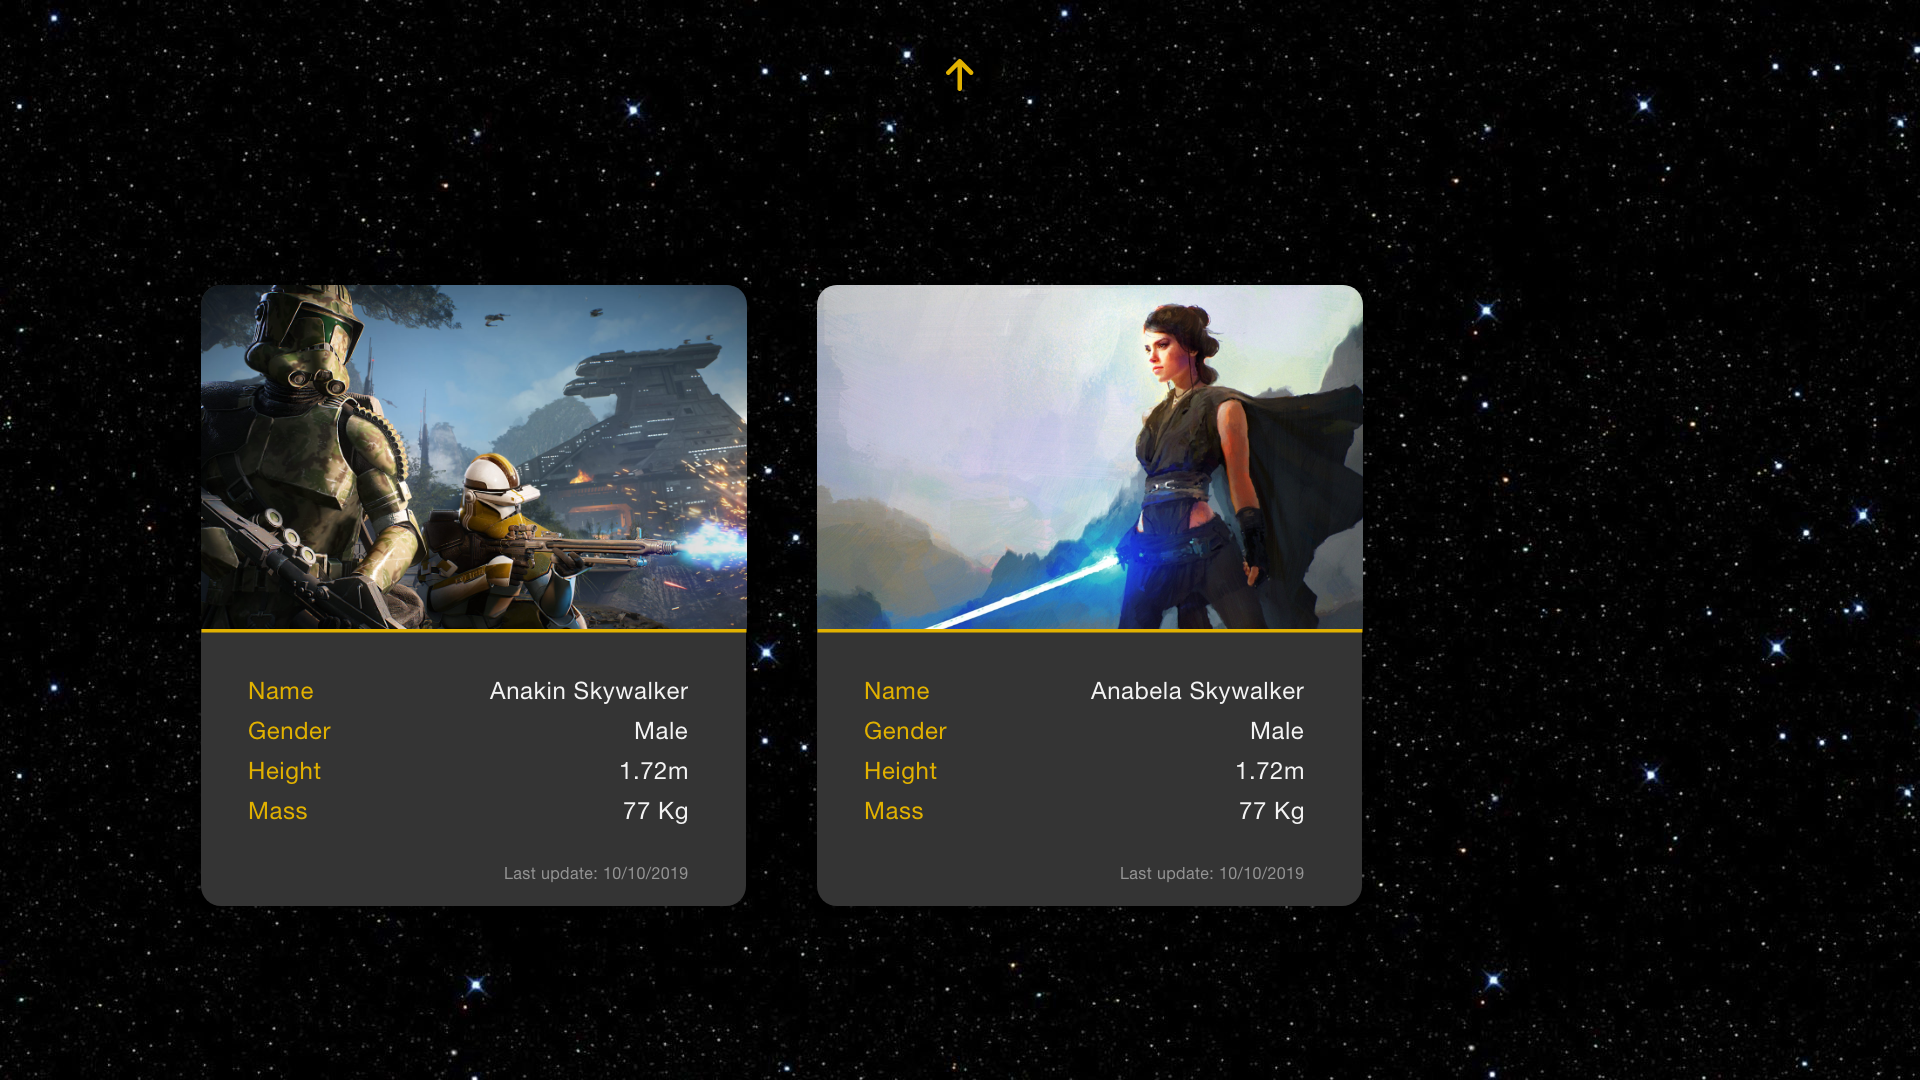 Name Anakin Skywalker
Gender Male
Height 1.72m
Mass 77 Kg
Last update: 10/10/2019
Name Anabela Skywalker
Gender Male
Height 1.72m
Mass 77 Kg
Last update: 10/10/2019